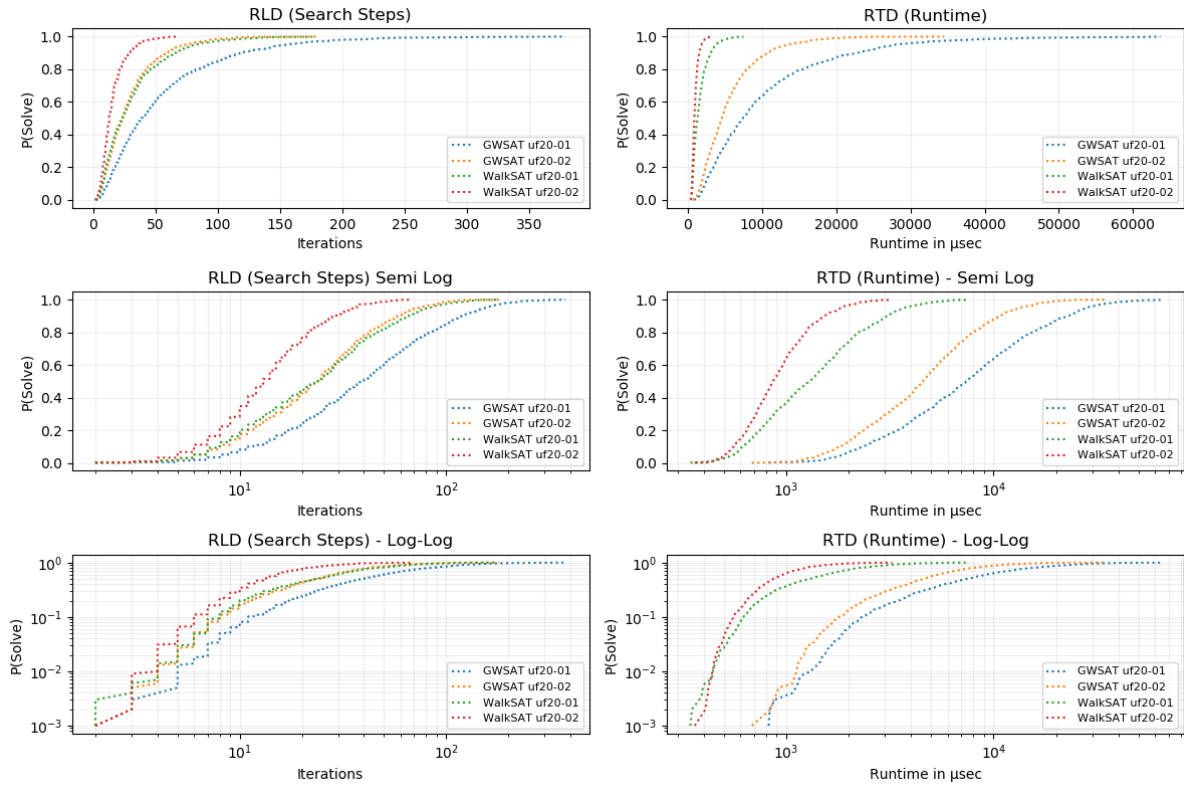 RLD (Search Steps)
P(Solve)
1.0
0.8
0.6
0.4
0.2
0.0
GWSAT uf20-01
GWSAT uf20-02
WalkSAT uf20-01
WalkSAT uf20-02
0 50 100 150 200 250 300 350
Iterations
RTD (Runtime)
P(Solve)
1.0
0.8
0.6
0.4
0.2
0.0
GWSAT uf20-01
GWSAT uf20-02
WalkSAT uf20-01
WalkSAT uf20-02
0 10000 20000 30000 40000 50000 60000
Runtime in μsec
RLD (Search Steps) Semi Log
P(Solve)
1.0
0.8
0.6
0.4
0.2
0.0
GWSAT uf20-01
GWSAT uf20-02
WalkSAT uf20-01
WalkSAT uf20-02
10¹ 10²
Iterations
RTD (Runtime) - Semi Log
P(Solve)
1.0
0.8
0.6
0.4
0.2
0.0
GWSAT uf20-01
GWSAT uf20-02
WalkSAT uf20-01
WalkSAT uf20-02
10³ 10⁴
Runtime in μsec
RLD (Search Steps) - Log-Log
P(Solve)
10⁰
10⁻¹
10⁻²
10⁻³
GWSAT uf20-01
GWSAT uf20-02
WalkSAT uf20-01
WalkSAT uf20-02
10¹ 10²
Iterations
RTD (Runtime) - Log-Log
P(Solve)
10⁰
10⁻¹
10⁻²
10⁻³
GWSAT uf20-01
GWSAT uf20-02
WalkSAT uf20-01
WalkSAT uf20-02
10³ 10⁴
Runtime in μsec